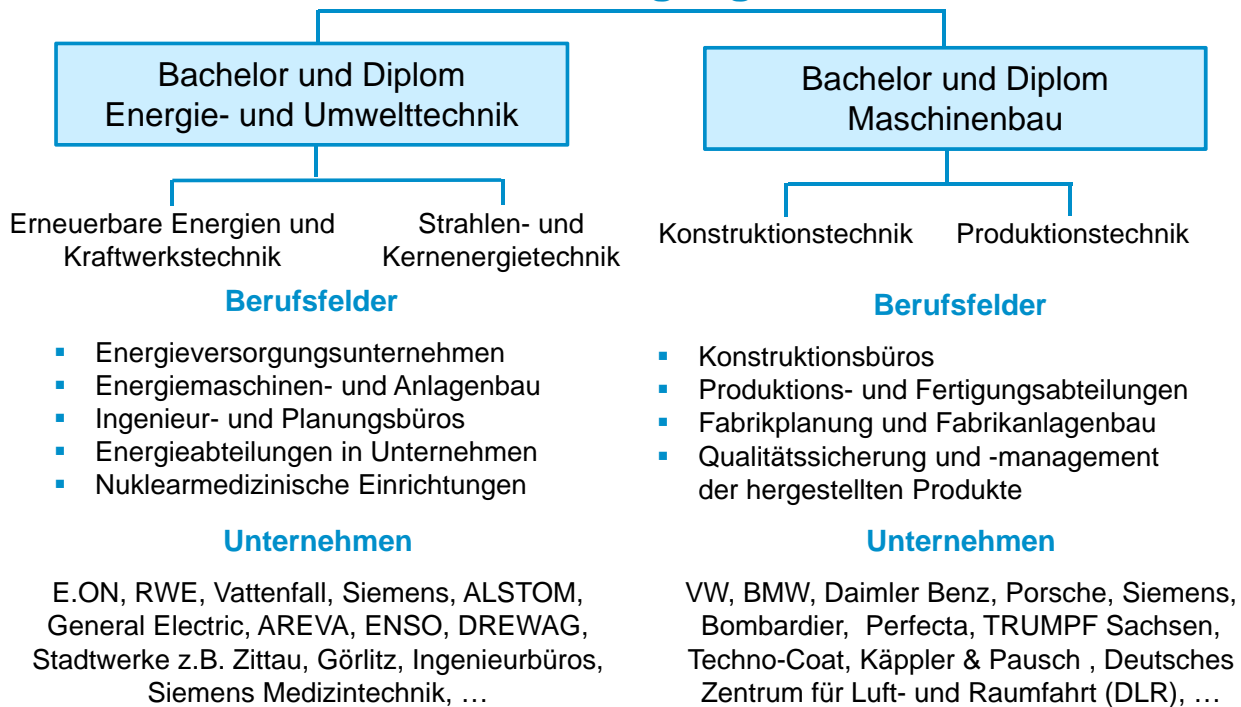 Bachelor und Diplom
Energie- und Umwelttechnik
Erneuerbare Energien und
Kraftwerkstechnik
Strahlen- und
Kernenergietechnik
Berufsfelder
▪ Energieversorgungsunternehmen
▪ Energiemaschinen- und Anlagenbau
▪ Ingenieur- und Planungsbüros
▪ Energieabteilungen in Unternehmen
▪ Nuklearmedizinische Einrichtungen
Unternehmen
E.ON, RWE, Vattenfall, Siemens, ALSTOM,
General Electric, AREVA, ENSO, DREWAG,
Stadtwerke z.B. Zittau, Görlitz, Ingenieurbüros,
Siemens Medizintechnik, …
Bachelor und Diplom
Maschinenbau
Konstruktionstechnik
Produktionstechnik
Berufsfelder
▪ Konstruktionsbüros
▪ Produktions- und Fertigungsabteilungen
▪ Fabrikplanung und Fabrikanlagenbau
▪ Qualitätssicherung und -management
der hergestellten Produkte
Unternehmen
VW, BMW, Daimler Benz, Porsche, Siemens,
Bombardier, Perfecta, TRUMPF Sachsen,
Techno-Coat, Käppler & Pausch , Deutsches
Zentrum für Luft- und Raumfahrt (DLR), …